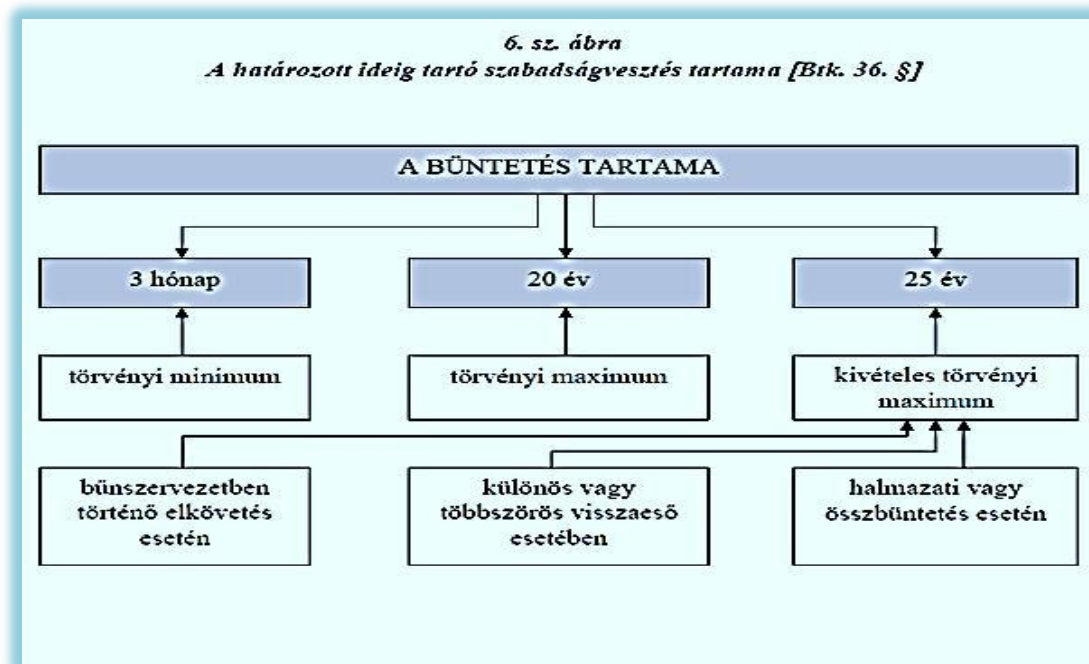 6. sz. ábra
A határozott ideig tartó szabadságvesztés tartama [Btk. 36. §]
A BÜNTETÉS TARTAMA
3 hónap
20 év
25 év
törvényi minimum
törvényi maximum
kivételes törvényi
maximum
bűnszervezetben
történő elkövetés
esetén
különös vagy
többszörös visszaeső
esetében
halmazati vagy
összbüntetés esetén